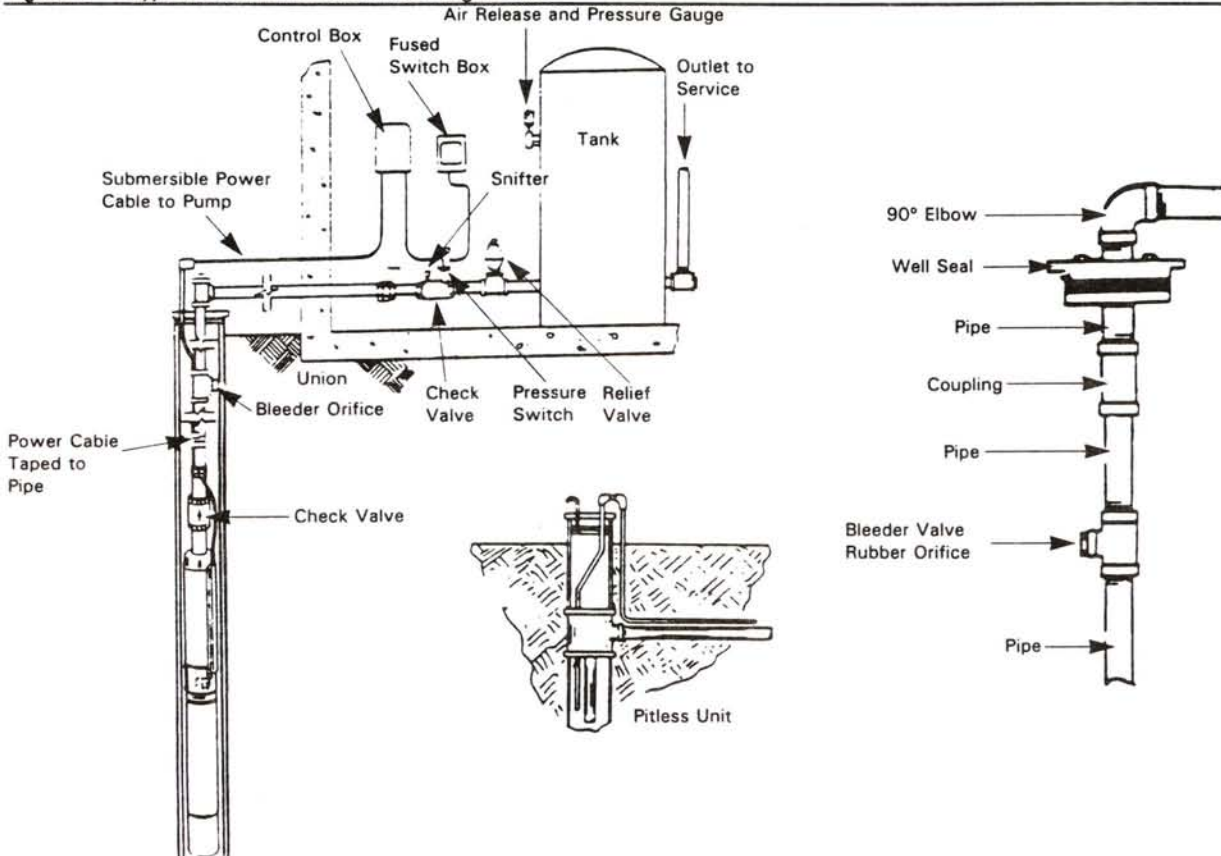 Air Release and Pressure Gauge
Control Box
Fused
Switch Box
Outlet to
Service
Tank
Submersible Power
Cable to Pump
Snifter
Union
Bleeder Orifice
Check
Valve
Pressure
Switch
Relief
Valve
Power Cable
Taped to
Pipe
Check Valve
Pitless Unit
90° Elbow
Well Seal
Pipe
Coupling
Pipe
Bleeder Valve
Rubber Orifice
Pipe